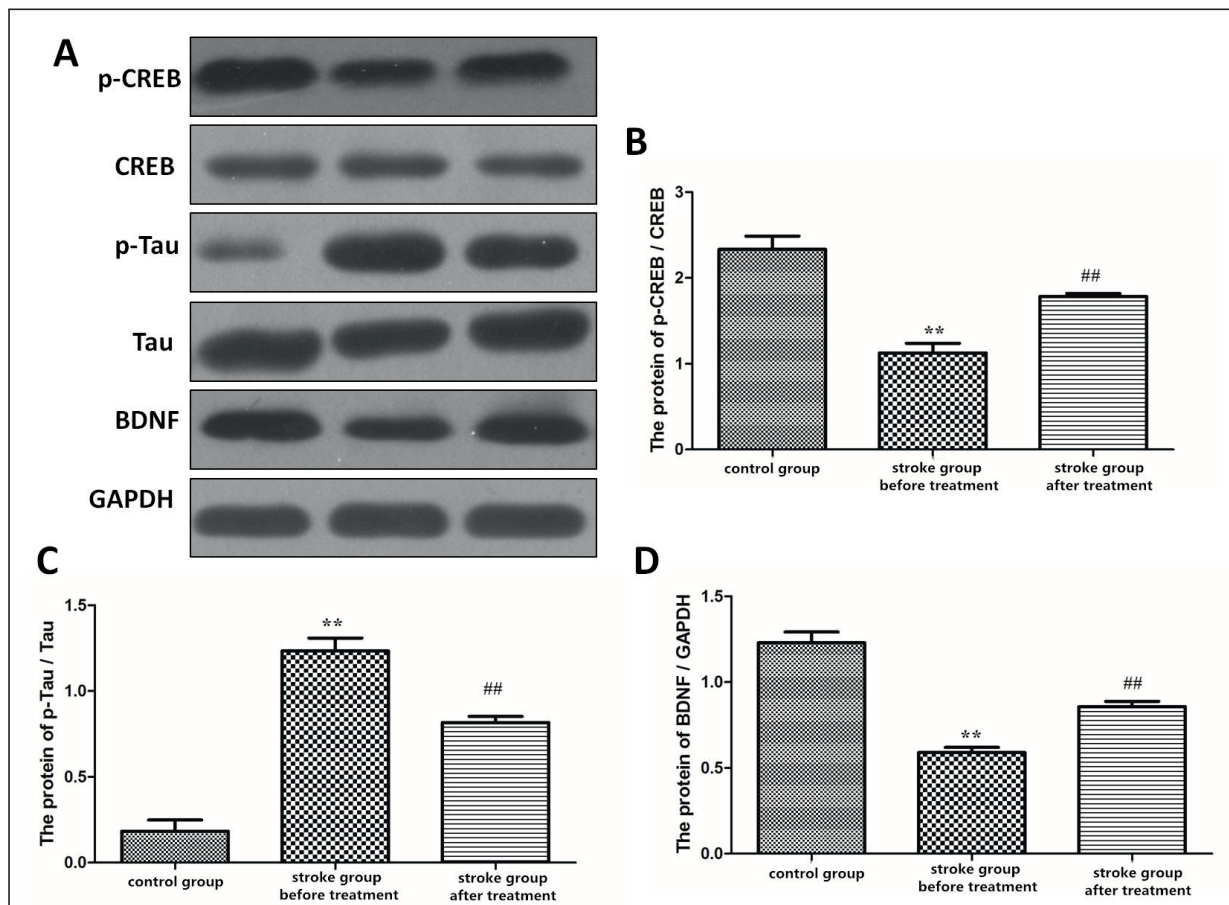 A
p-CREB
CREB
p-Tau
Tau
BDNF
GAPDH
B
The protein of p-CREB / CREB
3
2
1
0
**
##
control group
stroke group
before treatment
stroke group
after treatment
C
The protein of p-Tau / Tau
1.5
1.0
0.5
0.0
**
##
control group
stroke group
before treatment
stroke group
after treatment
D
The protein of BDNF / GAPDH
1.5
1.0
0.5
0.0
**
##
control group
stroke group
before treatment
stroke group
after treatment